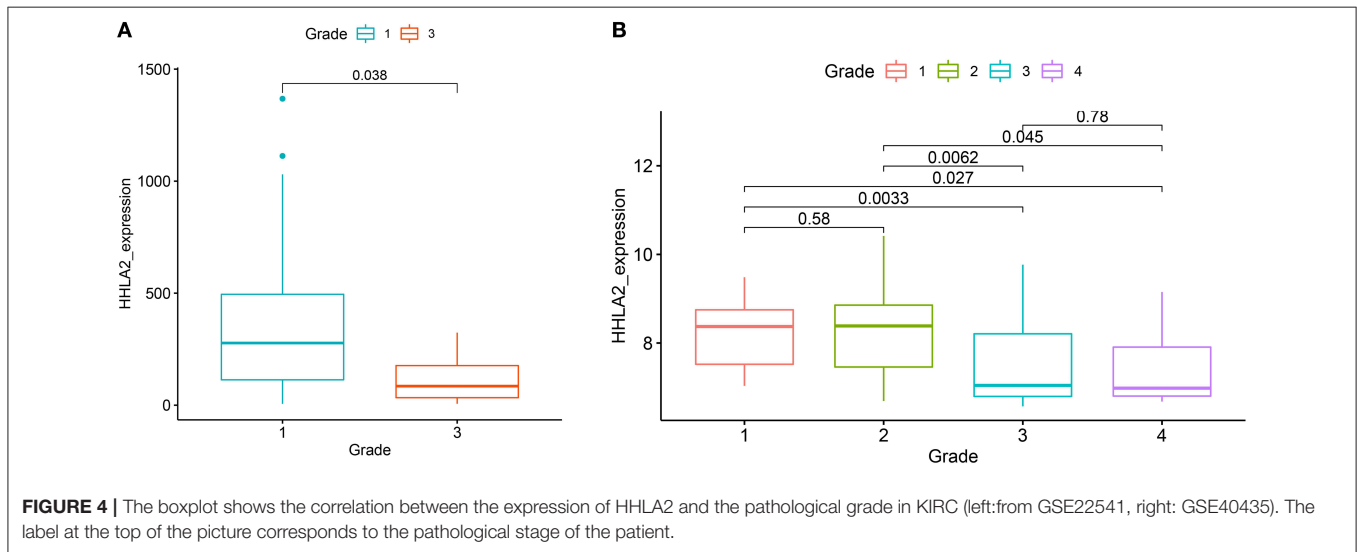 A
Grade 1 3
1500
1000
500
0
HHLA2_expression
0.038
1 3
Grade
B
Grade 1 2 3 4
12
10
8
HHLA2_expression
0.78
0.045
0.0062
0.027
0.0033
0.58
1 2 3 4
Grade
FIGURE 4 | The boxplot shows the correlation between the expression of HHLA2 and the pathological grade in KIRC (left:from GSE22541, right: GSE40435). The
label at the top of the picture corresponds to the pathological stage of the patient.